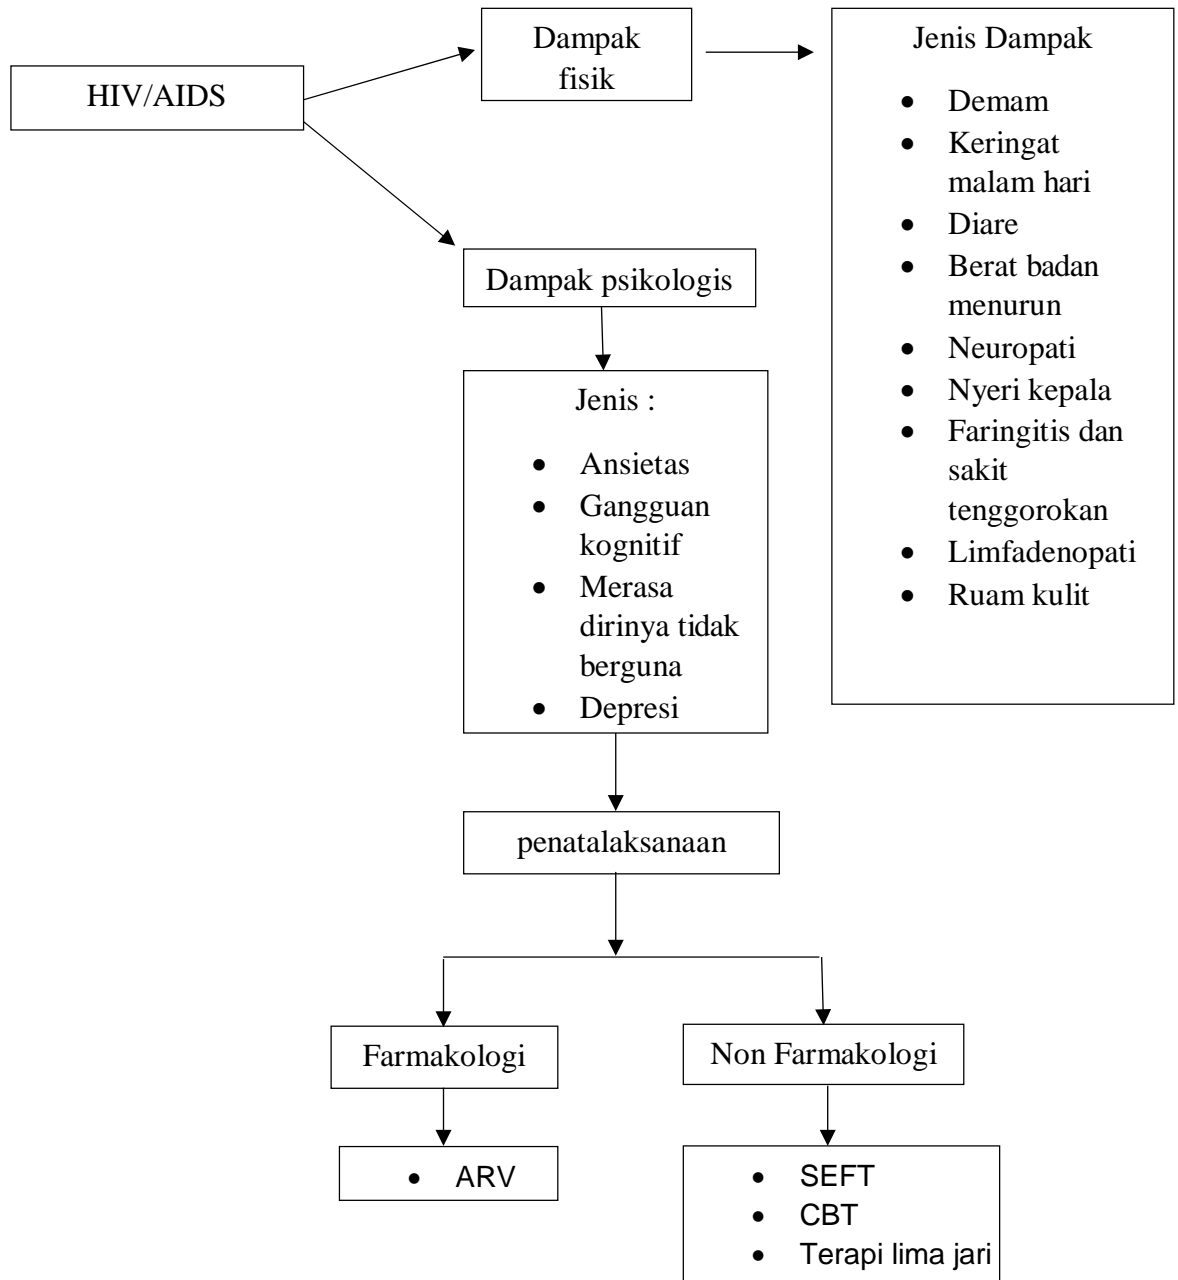 HIV/AIDS
Dampak
fisik
Jenis Dampak
• Demam
• Keringat
malam hari
• Diare
• Berat badan
menurun
• Neuropati
• Nyeri kepala
• Faringitis dan
sakit
tenggorokan
• Limfadenopati
• Ruam kulit
Dampak psikologis
Jenis :
• Ansietas
• Gangguan
kognitif
• Merasa
dirinya tidak
berguna
• Depresi
penatalaksanaan
Farmakologi
Non Farmakologi
• ARV
• SEFT
• CBT
• Terapi lima jari